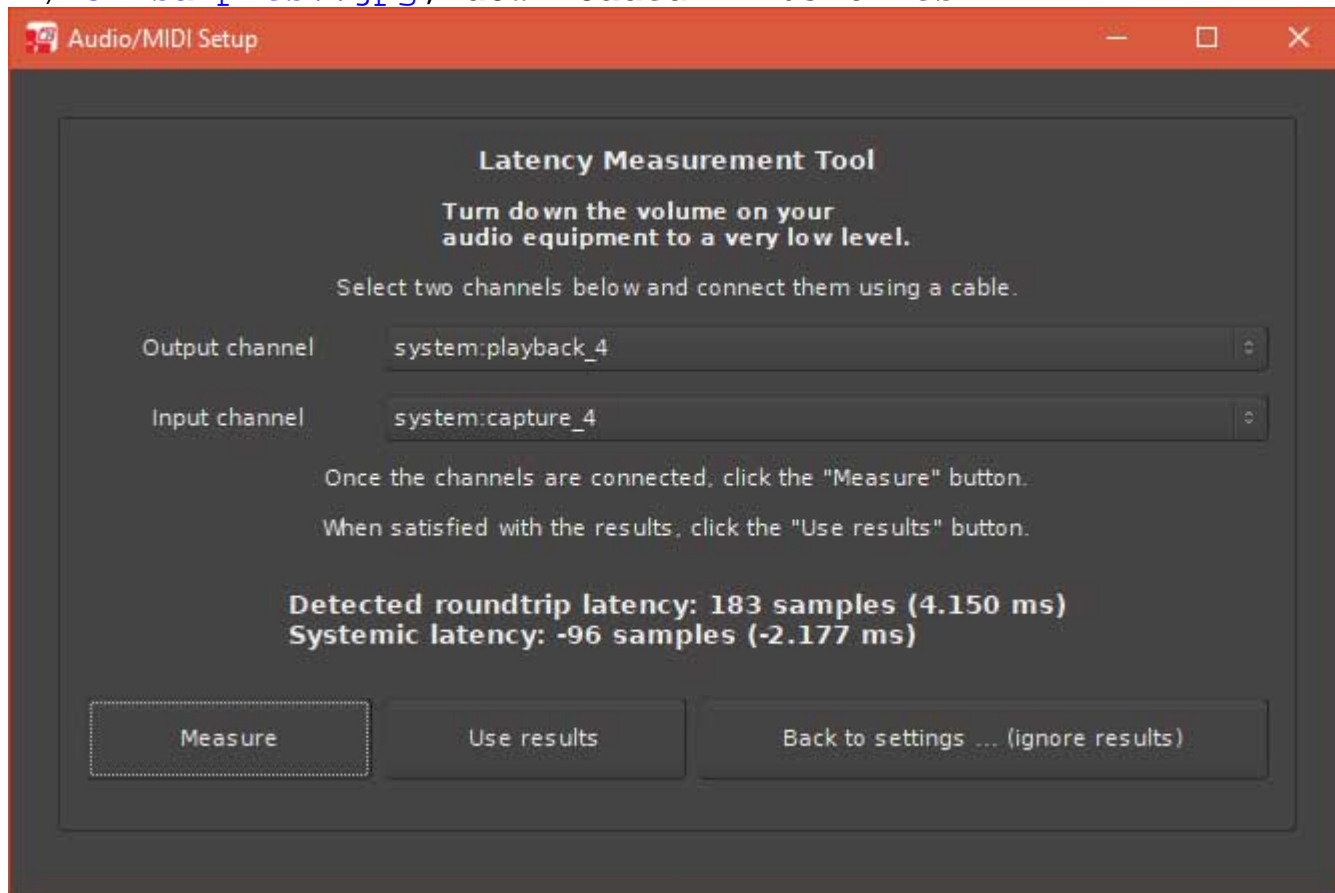 Audio/MIDI Setup
Latency Measurement Tool
Turn down the volume on your
audio equipment to a very low level.
Select two channels below and connect them using a cable.
Output channel system:playback_4
Input channel system:capture_4
Once the channels are connected, click the "Measure" button.
When satisfied with the results, click the "Use results" button.
Detected roundtrip latency: 183 samples (4.150 ms)
Systemic latency: -96 samples (-2.177 ms)
Measure Use results Back to settings ... (ignore results)